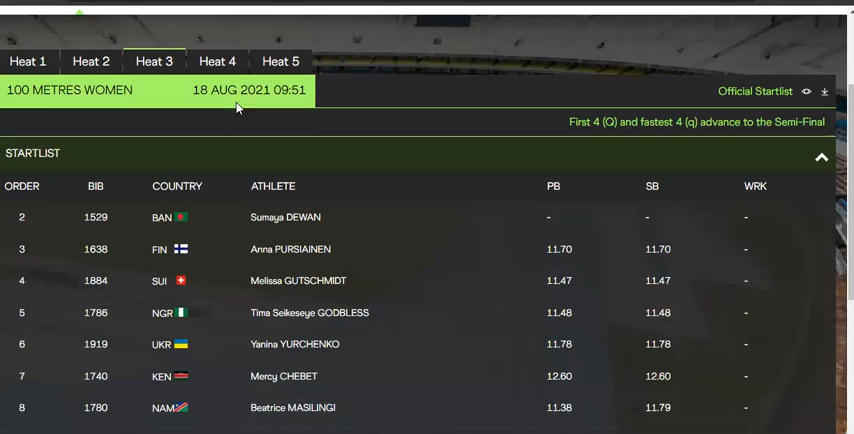 Heat 1 Heat 2 Heat 3 Heat 4 Heat 5
100 METRES WOMEN 18 AUG 2021 09:51 Official Startlist
First 4 (Q) and fastest 4 (q) advance to the Semi-Final
STARTLIST
ORDER BIB COUNTRY ATHLETE PB SB WRK
2 1529 BAN Sumaya DEWAN - - -
3 1638 FIN Anna PURSIAINEN 11.70 11.70 -
4 1884 SUI Melissa GUTSCHMIDT 11.47 11.47 -
5 1786 NGR Tima Seikeseye GODBLESS 11.48 11.48 -
6 1919 UKR Yanina YURCHENKO 11.78 11.78 -
7 1740 KEN Mercy CHEBET 12.60 12.60 -
8 1780 NAM Beatrice MASILINGI 11.38 11.79 -